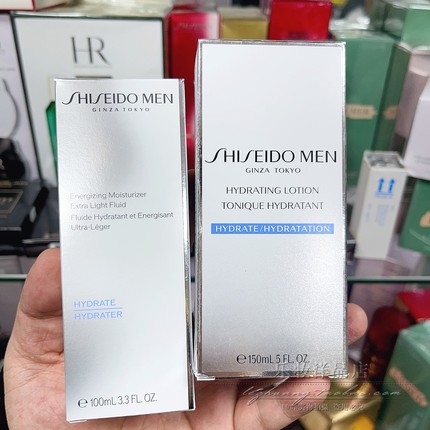 HR
SHISEIDO MEN
GINZA TOKYO
Energizing Moisturizer
Extra Light Fluid
Fluide Hydratant et Energisant
Ultra-Léger
HYDRATE
HYDRATER
℮ 100mL 3.3 FL. OZ.
SHISEIDO MEN
GINZA TOKYO
HYDRATING LOTION
TONIQUE HYDRATANT
HYDRATE/HYDRATATION
℮ 150mL 5 FL. OZ.